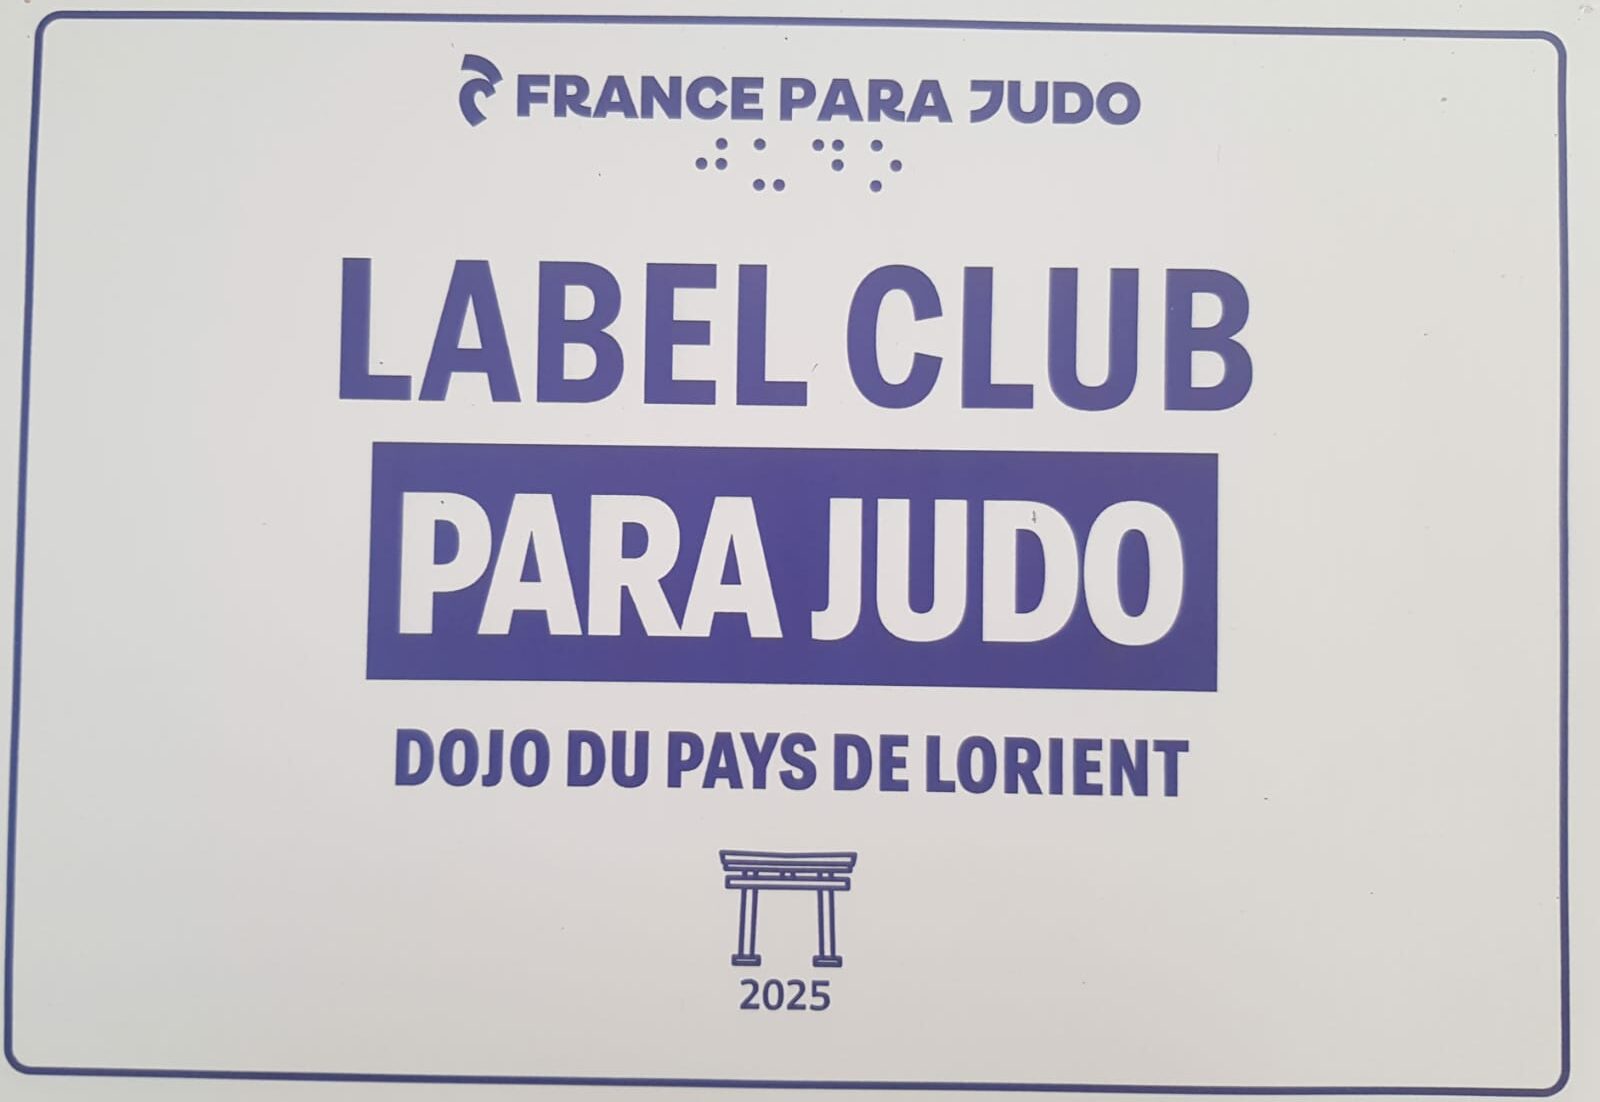 FRANCE PARA JUDO
⠚⠥⠙⠕
LABEL CLUB
PARA JUDO
DOJO DU PAYS DE LORIENT
2025